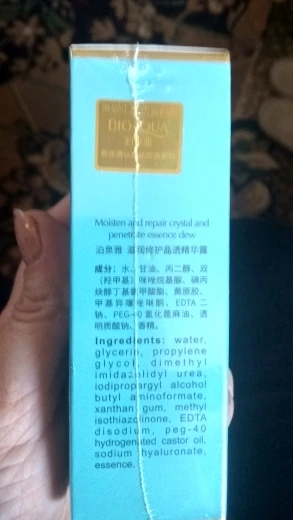 BIOAQUA
Moisten and repair crystal and
penetrate essence dew
泊泉雅 滋润修护晶透精华露
成分：水、甘油、丙二醇、双
（羟甲基）咪唑烷基脲、碘丙
炔醇丁基氨甲酸酯、黄原胶、
甲基异噻唑啉酮、EDTA 二
钠、PEG-40 氢化蓖麻油、透
明质酸钠、香精。
Ingredients: water,
glycerin, propylene
glycol, dimethyl
imidazolidyl urea,
iodipropargyl alcohol
butyl aminoformate,
xanthan gum, methyl
isothiazolinone, EDTA
disodium, peg-40
hydrogenated castor oil,
sodium hyaluronate,
essence.